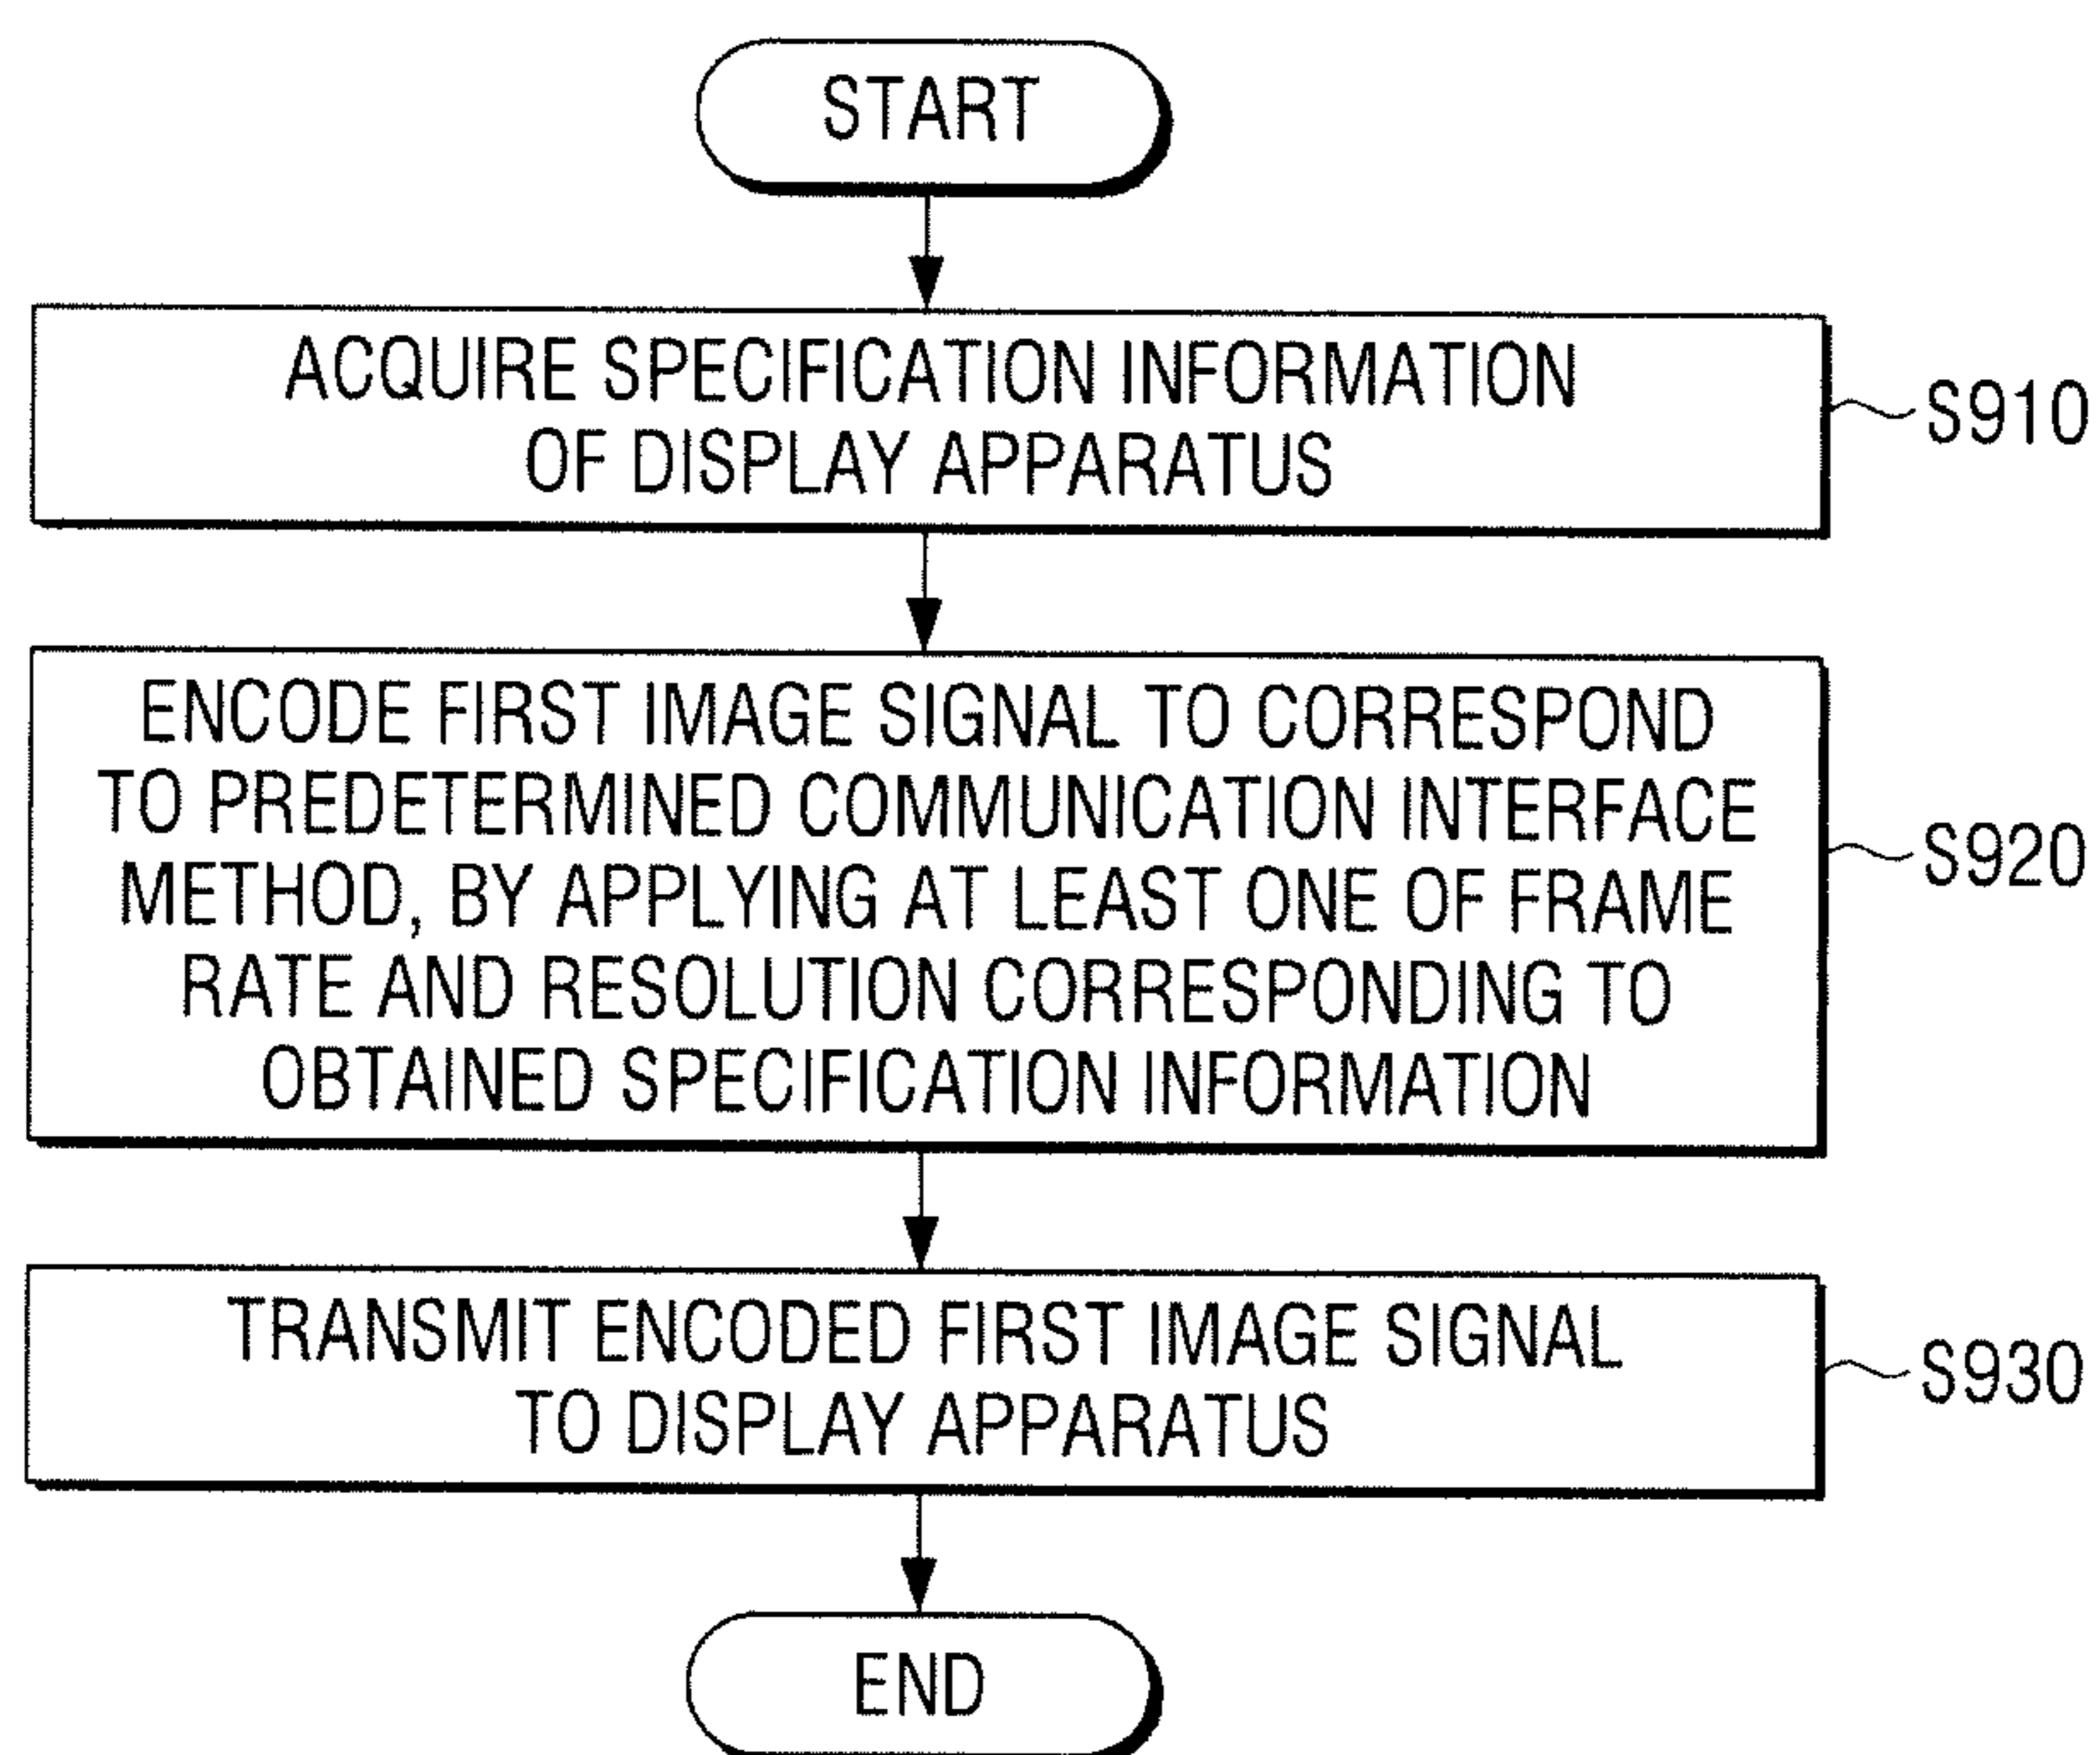 START
ACQUIRE SPECIFICATION INFORMATION
OF DISPLAY APPARATUS
S910
ENCODE FIRST IMAGE SIGNAL TO CORRESPOND
TO PREDETERMINED COMMUNICATION INTERFACE
METHOD, BY APPLYING AT LEAST ONE OF FRAME
RATE AND RESOLUTION CORRESPONDING TO
OBTAINED SPECIFICATION INFORMATION
S920
TRANSMIT ENCODED FIRST IMAGE SIGNAL
TO DISPLAY APPARATUS
S930
END